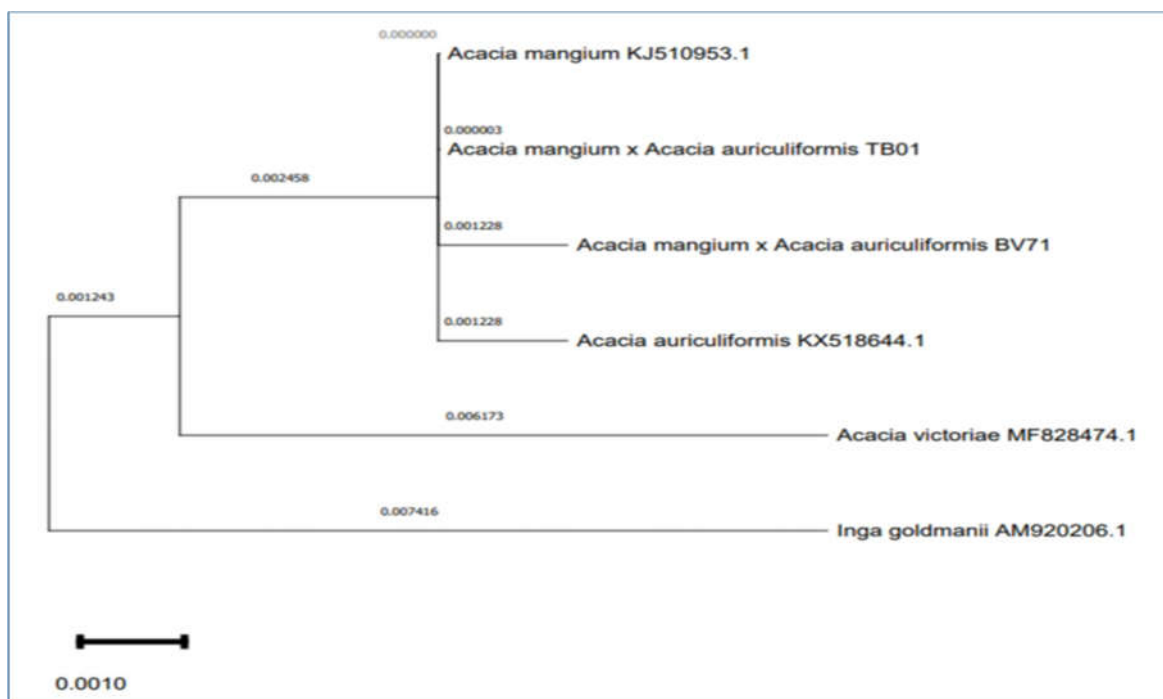 0.000000
Acacia mangium KJ510953.1
0.000003
Acacia mangium x Acacia auriculiformis TB01
0.002458
0.001228
Acacia mangium x Acacia auriculiformis BV71
0.001243
0.001228
Acacia auriculiformis KX518644.1
0.006173
Acacia victoriae MF828474.1
0.007416
Inga goldmanii AM920206.1
0.0010